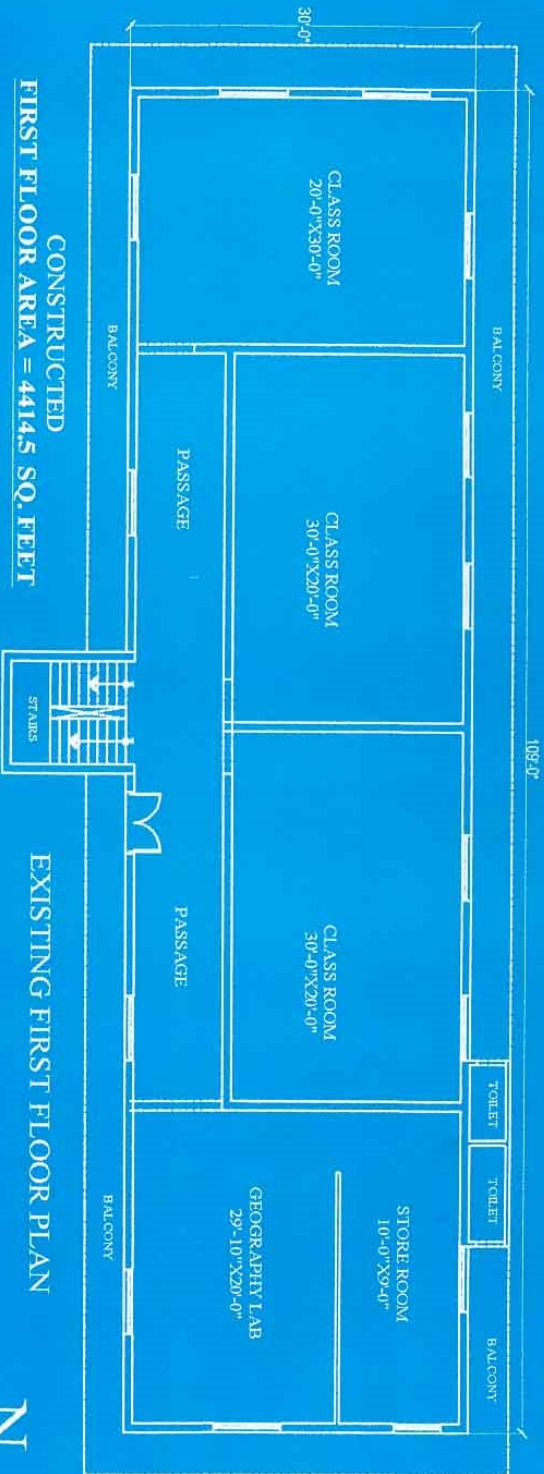 109'-0"
30'-0"
BALCONY
BALCONY
TOILET
TOILET
CLASS ROOM
20'-0"X30'-0"
CLASS ROOM
30'-0"X20'-0"
CLASS ROOM
30'-0"X20'-0"
STORE ROOM
10'-0"X9'-0"
GEOGRAPHY LAB
29'-10"X20'-0"
PASSAGE
PASSAGE
BALCONY
BALCONY
STAIRS
CONSTRUCTED
FIRST FLOOR AREA = 4414.5 SQ. FEET
EXISTING FIRST FLOOR PLAN
N